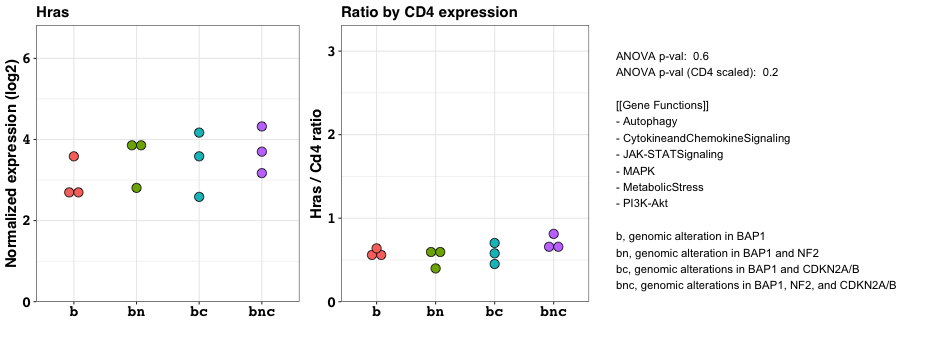 Hras
Normalized expression (log2)
6
4
2
0
b
bn
bc
bnc
Ratio by CD4 expression
Hras / Cd4 ratio
3
2
1
0
b
bn
bc
bnc
ANOVA p-val:  0.6
ANOVA p-val (CD4 scaled):  0.2
[[Gene Functions]]
- Autophagy
- CytokineandChemokineSignaling
- JAK-STATSignaling
- MAPK
- MetabolicStress
- PI3K-Akt
b, genomic alteration in BAP1
bn, genomic alteration in BAP1 and NF2
bc, genomic alterations in BAP1 and CDKN2A/B
bnc, genomic alterations in BAP1, NF2, and CDKN2A/B